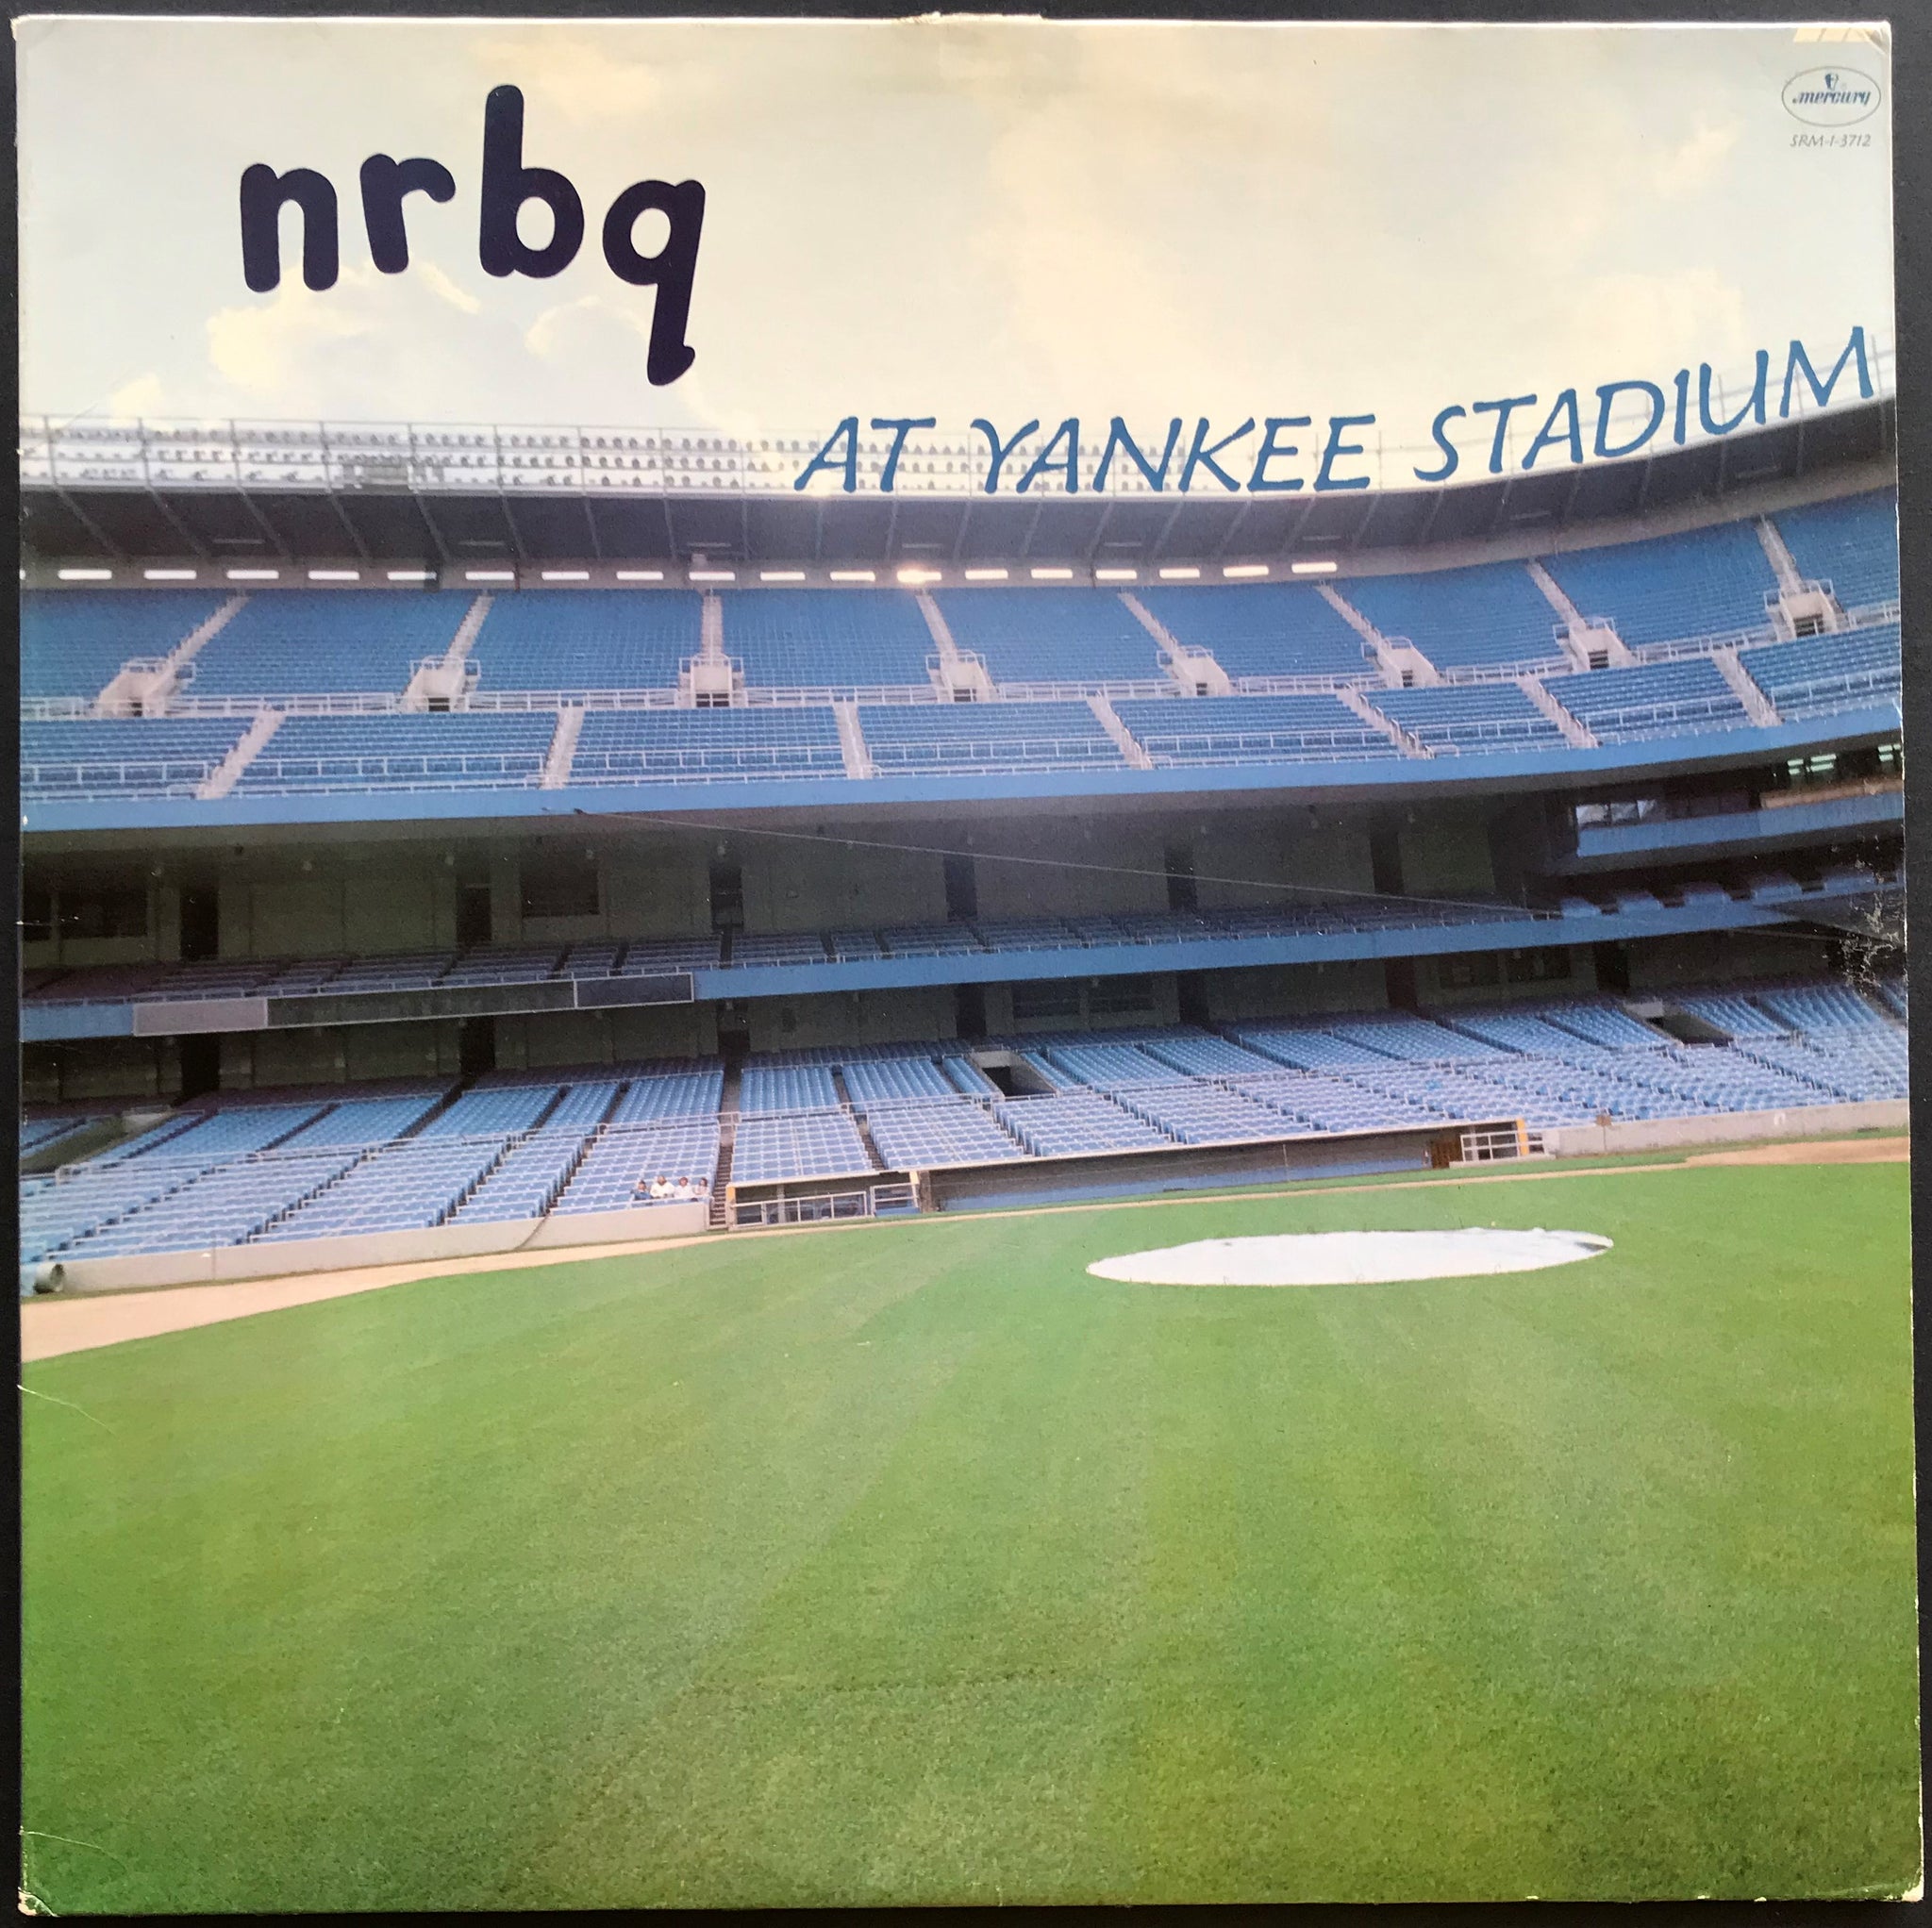 nrbq
mercury
SRM-1-3712
AT YANKEE STADIUM